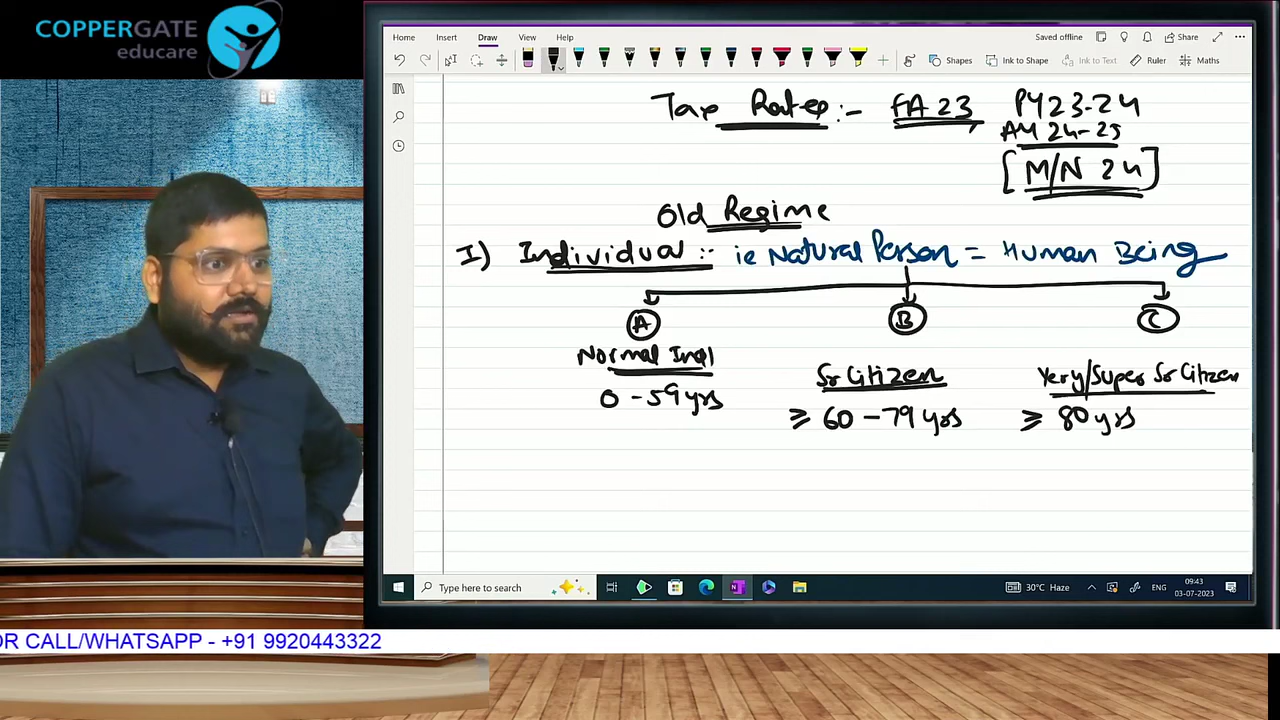 COPPERGATE
educare
Home Insert Draw View Help
Saved offline
Share
Shapes
Ink to Shape
Ink to Text
Ruler
Maths
Tax Rates :- FA 23 PY 23-24
AY 24-25
[M/N 24]
Old Regime
I) Individual :- ie Natural Person = Human Being
A B C
Normal Indl
Sr Citizen
Very/Super Sr Citizen
0 - 59 yrs
≥ 60 - 79 yrs
≥ 80 yrs
Type here to search
30°C Haze
ENG
09:43
03-07-2023
OR CALL/WHATSAPP - +91 9920443322